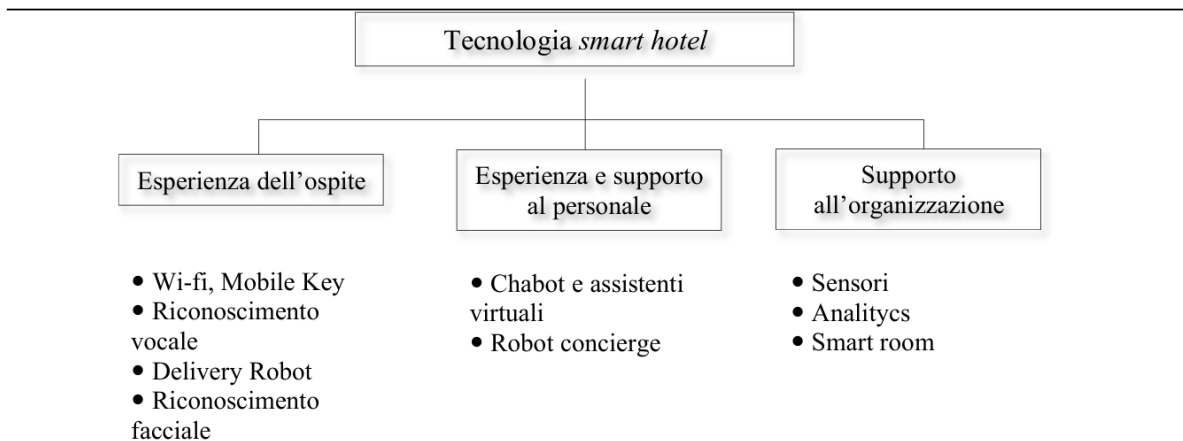 Tecnologia smart hotel
Esperienza dell’ospite
Esperienza e supporto
al personale
Supporto
all’organizzazione
• Wi-fi, Mobile Key
• Riconoscimento
vocale
• Delivery Robot
• Riconoscimento
facciale
• Chabot e assistenti
virtuali
• Robot concierge
• Sensori
• Analitycs
• Smart room